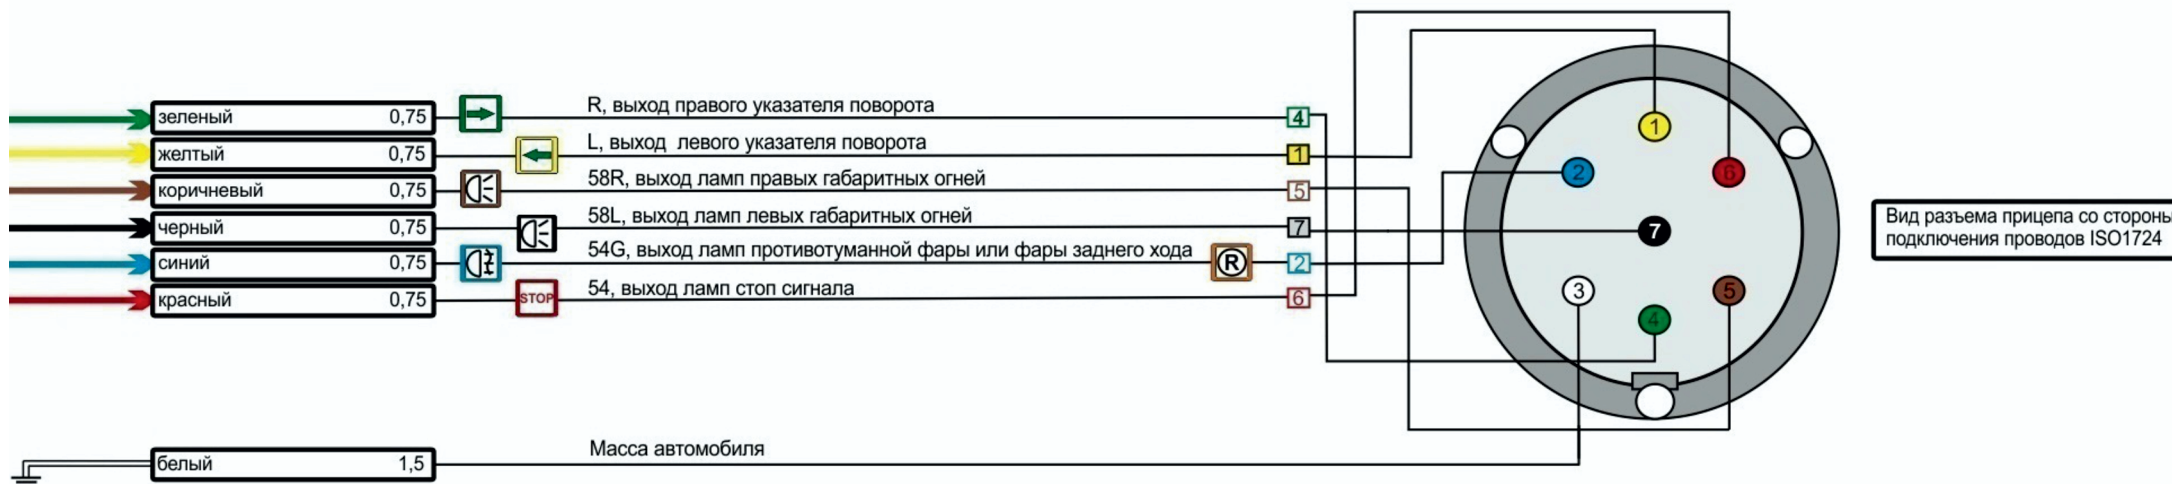 зеленый 0,75 R, выход правого указателя поворота 4
желтый 0,75 L, выход левого указателя поворота 1
коричневый 0,75 58R, выход ламп правых габаритных огней 5
черный 0,75 58L, выход ламп левых габаритных огней 7
синий 0,75 54G, выход ламп противотуманной фары или фары заднего хода R 2
красный 0,75 STOP 54, выход ламп стоп сигнала 6
белый 1,5 Масса автомобиля
1
2 6
7
3 5
4
Вид разъема прицепа со стороны
подключения проводов ISO1724